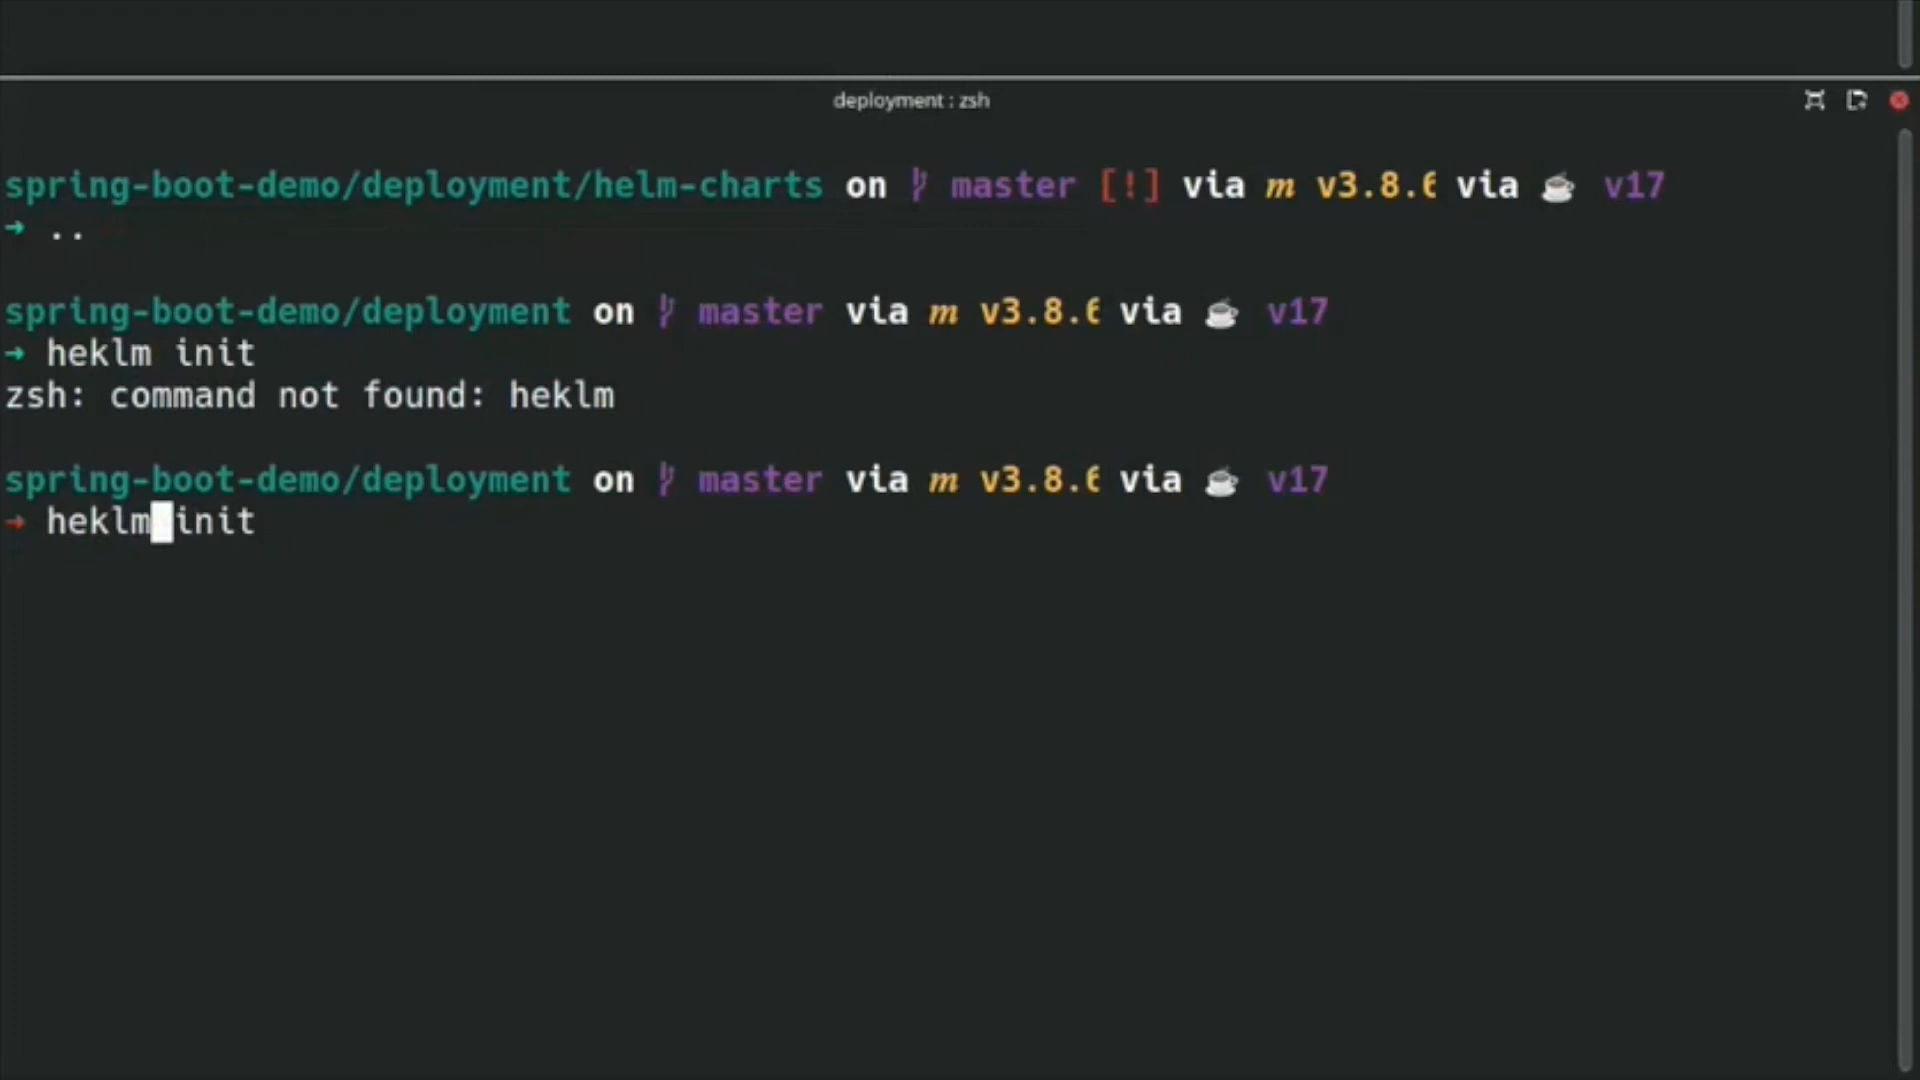 deployment : zsh
spring-boot-demo/deployment/helm-charts on master [!] via m v3.8.6 via ☕ v17
→ ..
spring-boot-demo/deployment on master via m v3.8.6 via ☕ v17
→ heklm init
zsh: command not found: heklm
spring-boot-demo/deployment on master via m v3.8.6 via ☕ v17
→ heklm init